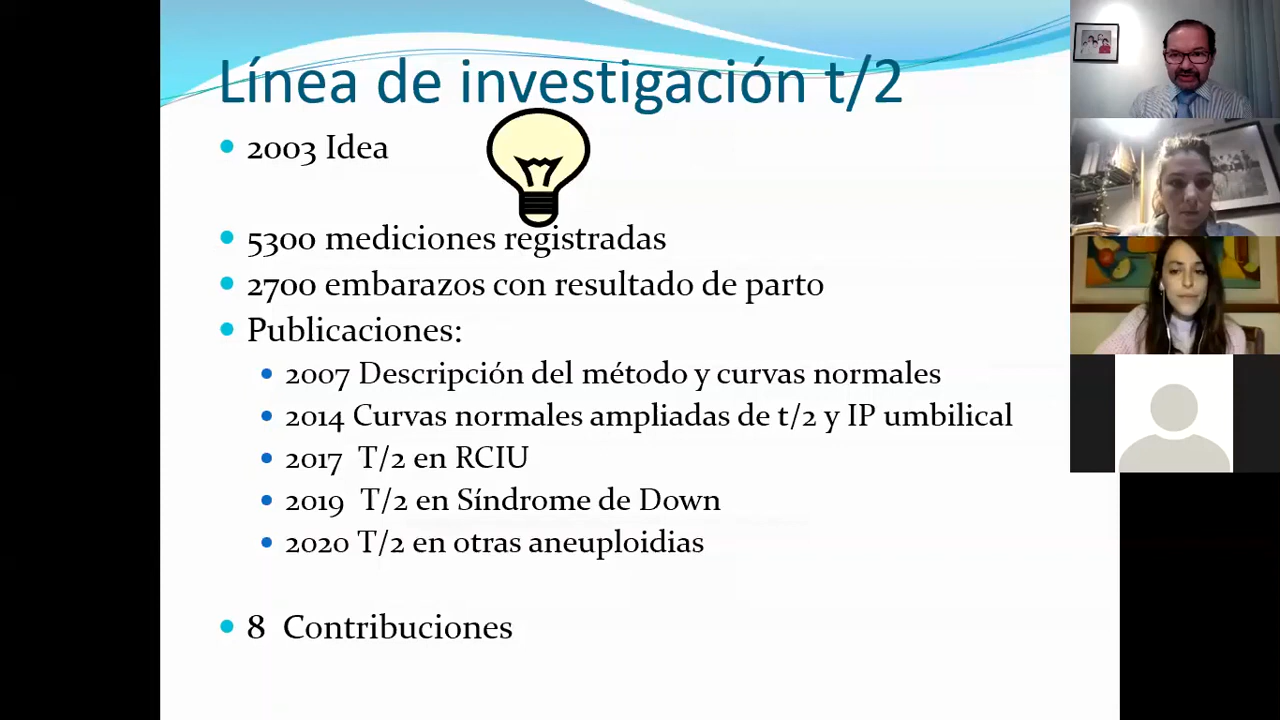 Línea de investigación t/2
2003 Idea
5300 mediciones registradas
2700 embarazos con resultado de parto
Publicaciones:
2007 Descripción del método y curvas normales
2014 Curvas normales ampliadas de t/2 y IP umbilical
2017 T/2 en RCIU
2019 T/2 en Síndrome de Down
2020 T/2 en otras aneuploidias
8 Contribuciones